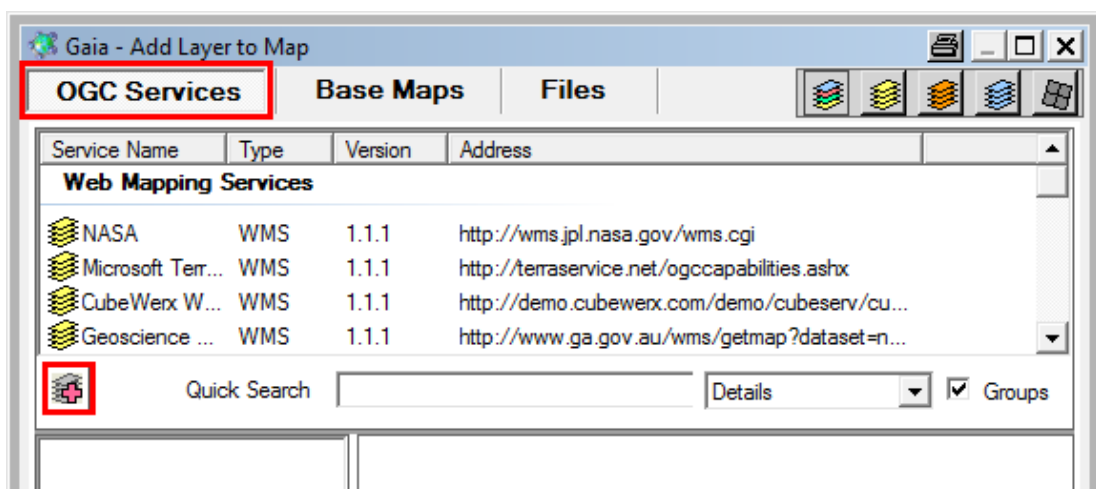 Gaia - Add Layer to Map
OGC Services Base Maps Files
Service Name Type Version Address
Web Mapping Services
NASA WMS 1.1.1 http://wms.jpl.nasa.gov/wms.cgi
Microsoft Terr... WMS 1.1.1 http://terraservice.net/ogccapabilities.ashx
CubeWerx W... WMS 1.1.1 http://demo.cubewerx.com/demo/cubeserv/cu...
Geoscience ... WMS 1.1.1 http://www.ga.gov.au/wms/getmap?dataset=n...
Quick Search Details Groups